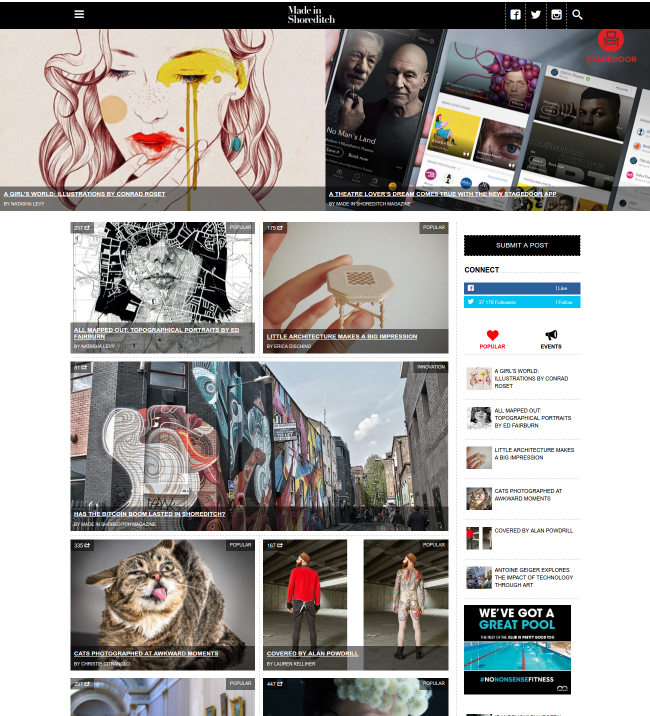 Made in
Shoreditch
STAGEDOOR
No Man's Land
A GIRL'S WORLD: ILLUSTRATIONS BY CONRAD ROSET
BY NATASHA LEVY
A THEATRE LOVER'S DREAM COMES TRUE WITH THE NEW STAGEDOOR APP
BY MADE IN SHOREDITCH MAGAZINE
257
POPULAR
ALL MAPPED OUT: TOPOGRAPHICAL PORTRAITS BY ED
FAIRBURN
BY NATASHA LEVY
175
POPULAR
LITTLE ARCHITECTURE MAKES A BIG IMPRESSION
BY ERICA DISCHINO
81
INNOVATION
HAS THE BITCOIN BOOM LASTED IN SHOREDITCH?
BY MADE IN SHOREDITCH MAGAZINE
335
POPULAR
CATS PHOTOGRAPHED AT AWKWARD MOMENTS
BY CHRISTIE CITRANGLO
167
POPULAR
COVERED BY ALAN POWDRILL
BY LAUREN KELLIHER
297
POPULAR
447
POPULAR
SUBMIT A POST
CONNECT
Like
37 178 Followers
Follow
POPULAR
EVENTS
A GIRL'S WORLD:
ILLUSTRATIONS BY CONRAD
ROSET
ALL MAPPED OUT:
TOPOGRAPHICAL PORTRAITS
BY ED FAIRBURN
LITTLE ARCHITECTURE MAKES
A BIG IMPRESSION
CATS PHOTOGRAPHED AT
AWKWARD MOMENTS
COVERED BY ALAN POWDRILL
ANTOINE GEIGER EXPLORES
THE IMPACT OF TECHNOLOGY
THROUGH ART
WE'VE GOT A
GREAT POOL
THE REST OF THE CLUB IS PRETTY GOOD TOO
#NONONSENSEFITNESS